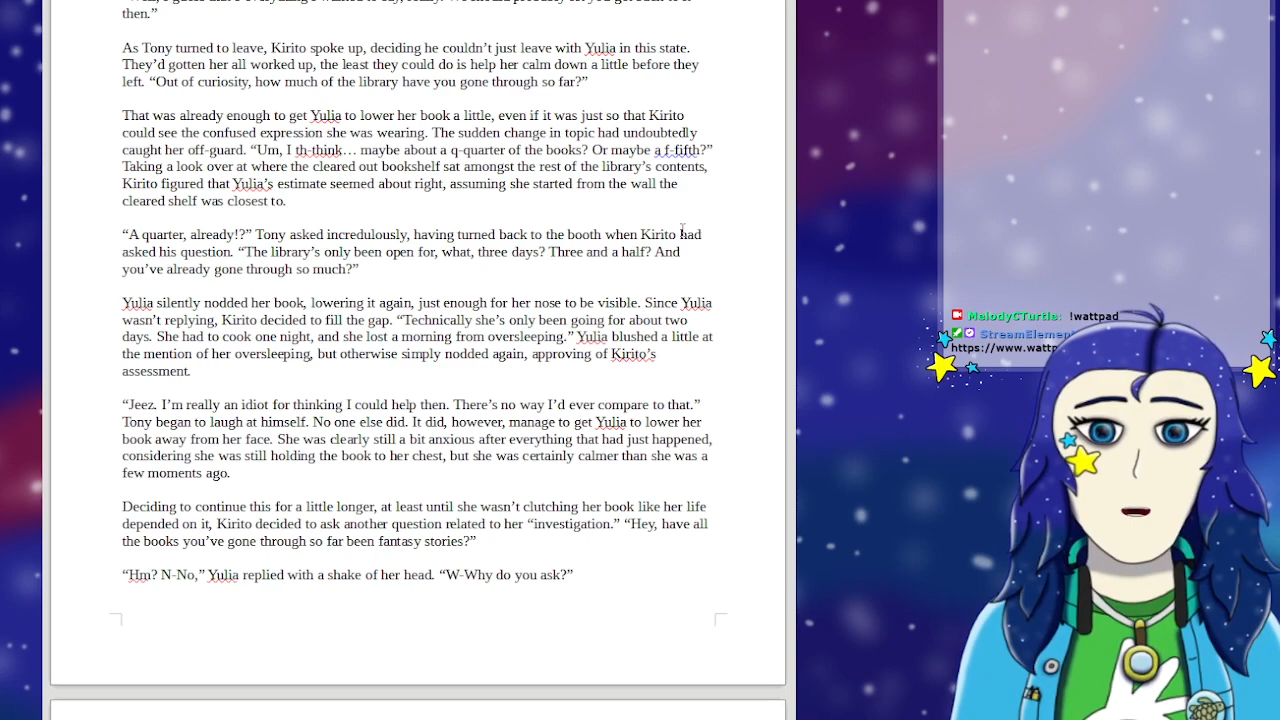 then.”
As Tony turned to leave, Kirito spoke up, deciding he couldn’t just leave with Yulia in this state.
They’d gotten her all worked up, the least they could do is help her calm down a little before they
left. “Out of curiosity, how much of the library have you gone through so far?”
That was already enough to get Yulia to lower her book a little, even if it was just so that Kirito
could see the confused expression she was wearing. The sudden change in topic had undoubtedly
caught her off-guard. “Um, I th-think… maybe about a q-quarter of the books? Or maybe a f-fifth?”
Taking a look over at where the cleared out bookshelf sat amongst the rest of the library’s contents,
Kirito figured that Yulia’s estimate seemed about right, assuming she started from the wall the
cleared shelf was closest to.
“A quarter, already!?” Tony asked incredulously, having turned back to the booth when Kirito had
asked his question. “The library’s only been open for, what, three days? Three and a half? And
you’ve already gone through so much?”
Yulia silently nodded her book, lowering it again, just enough for her nose to be visible. Since Yulia
wasn’t replying, Kirito decided to fill the gap. “Technically she’s only been going for about two
days. She had to cook one night, and she lost a morning from oversleeping.” Yulia blushed a little at
the mention of her oversleeping, but otherwise simply nodded again, approving of Kirito’s
assessment.
“Jeez. I’m really an idiot for thinking I could help then. There’s no way I’d ever compare to that.”
Tony began to laugh at himself. No one else did. It did, however, manage to get Yulia to lower her
book away from her face. She was clearly still a bit anxious after everything that had just happened,
considering she was still holding the book to her chest, but she was certainly calmer than she was a
few moments ago.
Deciding to continue this for a little longer, at least until she wasn’t clutching her book like her life
depended on it, Kirito decided to ask another question related to her “investigation.” “Hey, have all
the books you’ve gone through so far been fantasy stories?”
“Hm? N-No,” Yulia replied with a shake of her head. “W-Why do you ask?”
MelodyCTurtle: !wattpad
StreamElemen
https://www.wattp